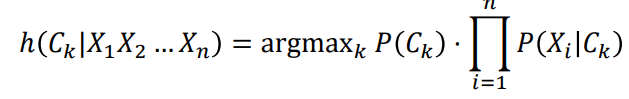 h(C_k|X_1X_2 … X_n) = argmax_k P(C_k) · ∏_{i=1}^{n} P(X_i|C_k)